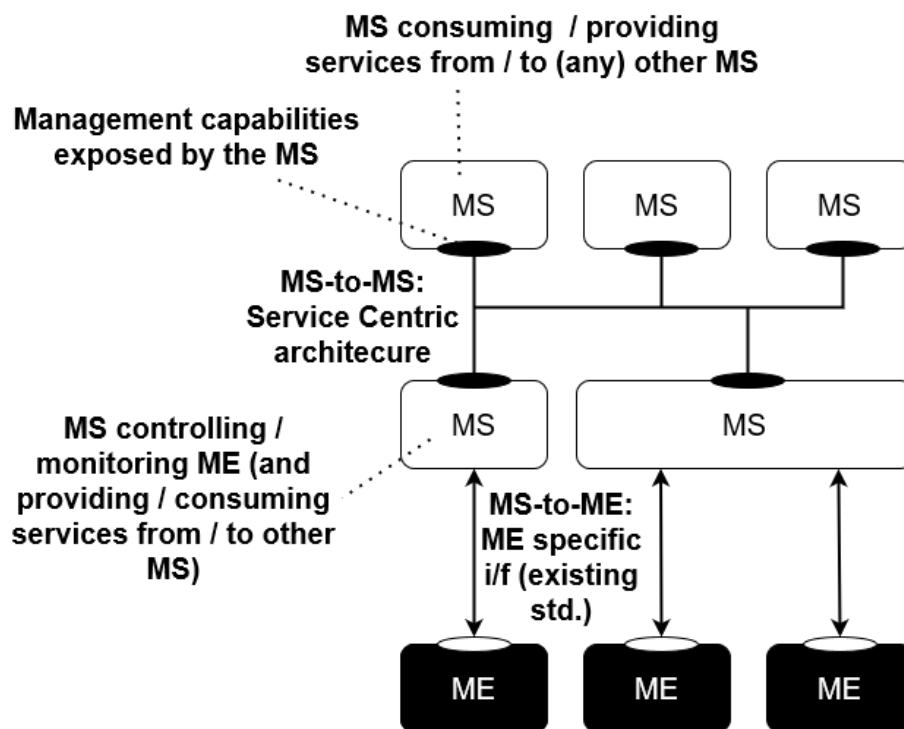 MS consuming / providing
services from / to (any) other MS
Management capabilities
exposed by the MS
MS
MS
MS
MS-to-MS:
Service Centric
architecure
MS
MS
MS controlling /
monitoring ME (and
providing / consuming
services from / to other
MS)
MS-to-ME:
ME specific
i/f (existing
std.)
ME
ME
ME